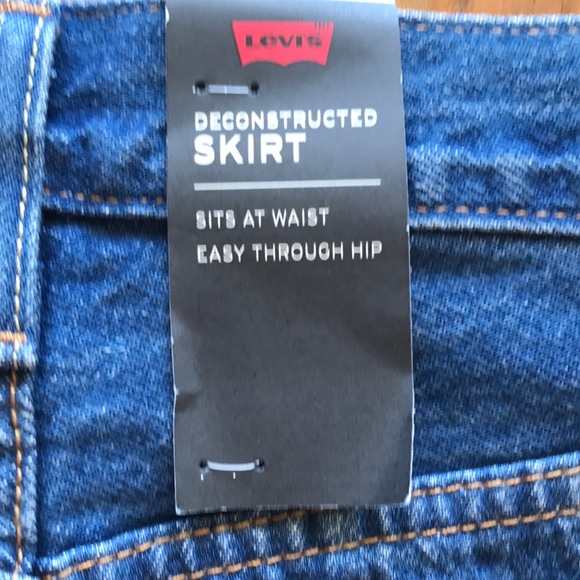 Levi's
DECONSTRUCTED
SKIRT
SITS AT WAIST
EASY THROUGH HIP